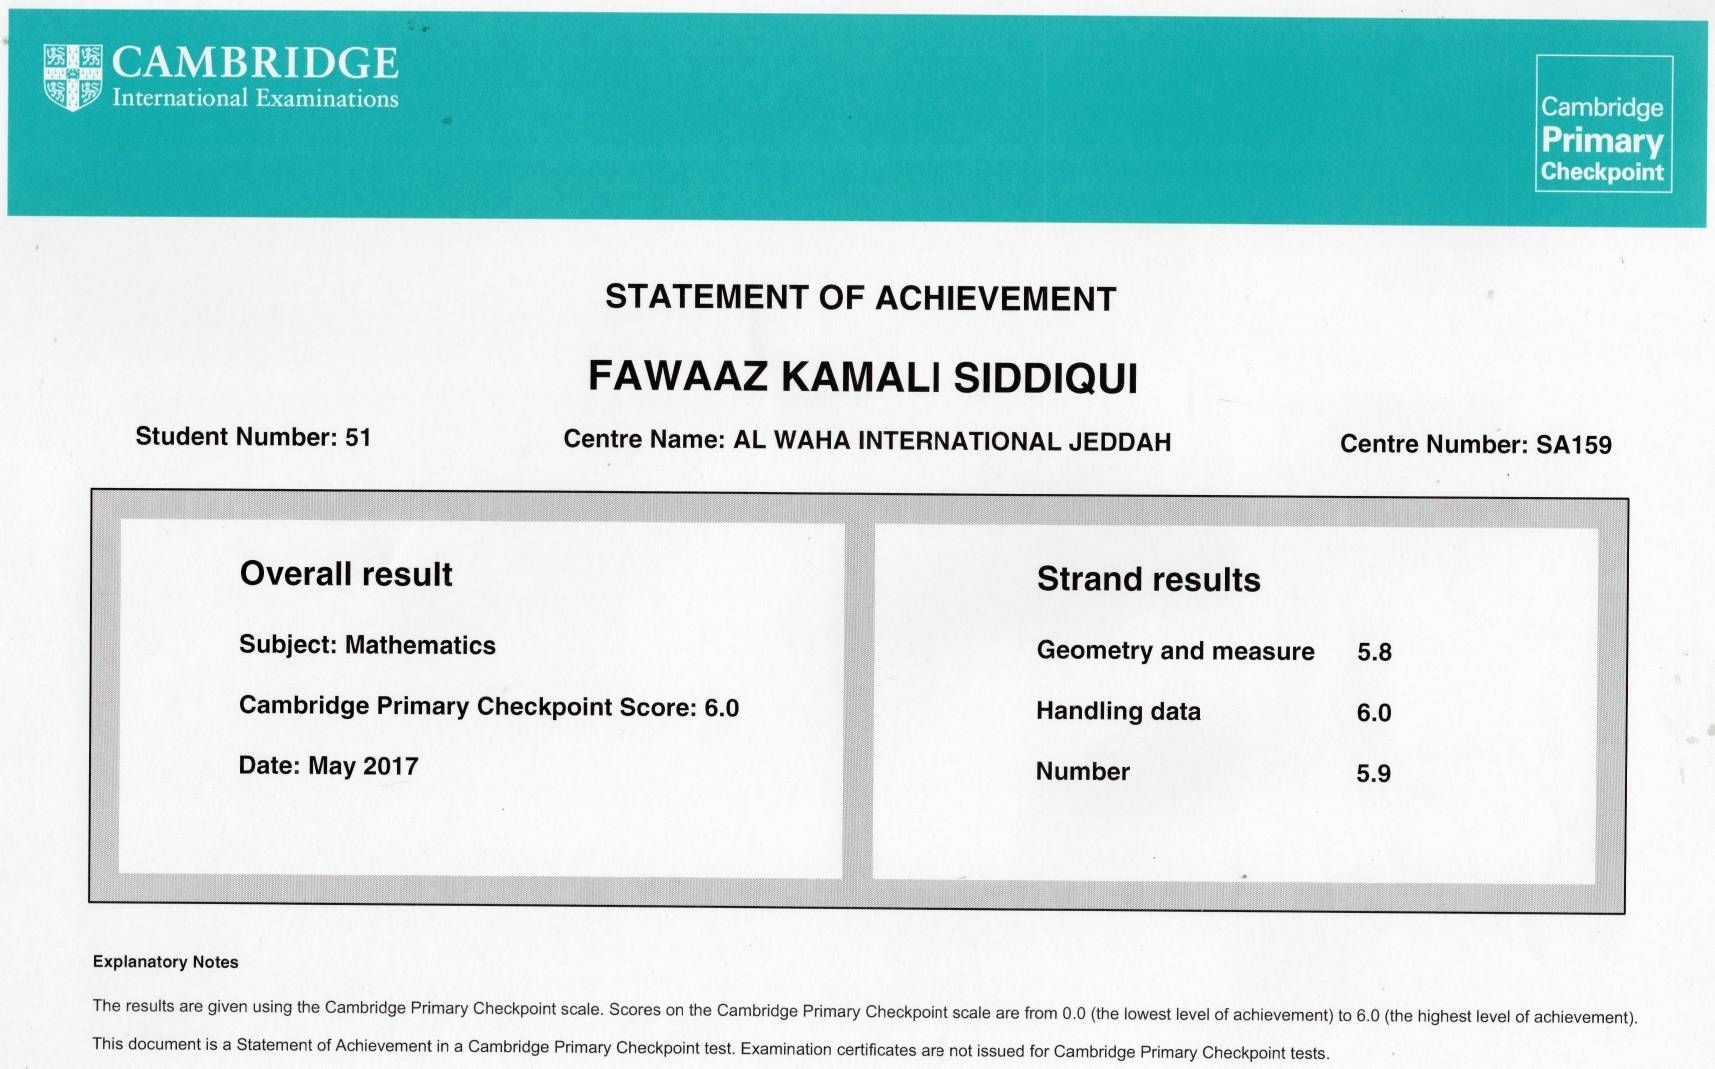 CAMBRIDGE
International Examinations
Cambridge
Primary
Checkpoint
STATEMENT OF ACHIEVEMENT
FAWAAZ KAMALI SIDDIQUI
Student Number: 51 Centre Name: AL WAHA INTERNATIONAL JEDDAH Centre Number: SA159
Overall result
Subject: Mathematics
Cambridge Primary Checkpoint Score: 6.0
Date: May 2017
Strand results
Geometry and measure 5.8
Handling data 6.0
Number 5.9
Explanatory Notes
The results are given using the Cambridge Primary Checkpoint scale. Scores on the Cambridge Primary Checkpoint scale are from 0.0 (the lowest level of achievement) to 6.0 (the highest level of achievement).
This document is a Statement of Achievement in a Cambridge Primary Checkpoint test. Examination certificates are not issued for Cambridge Primary Checkpoint tests.